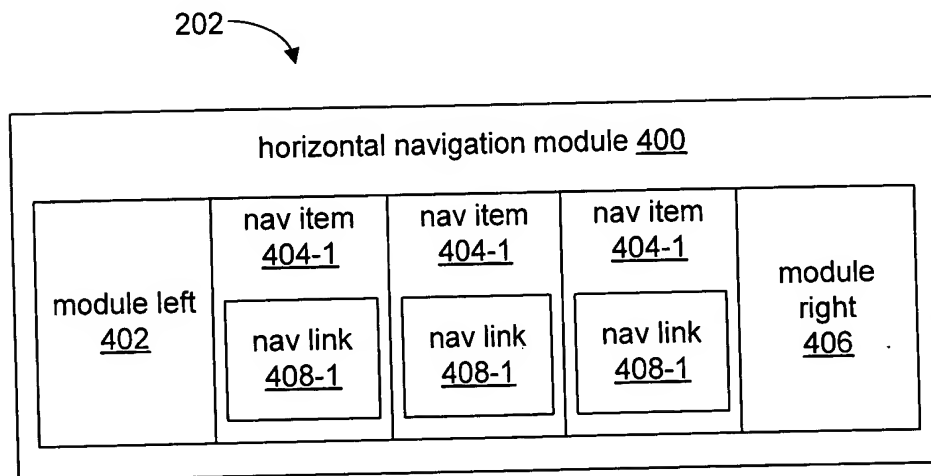 202
horizontal navigation module 400
module left
402
nav item
404-1
nav link
408-1
nav item
404-1
nav link
408-1
nav item
404-1
nav link
408-1
module
right
406